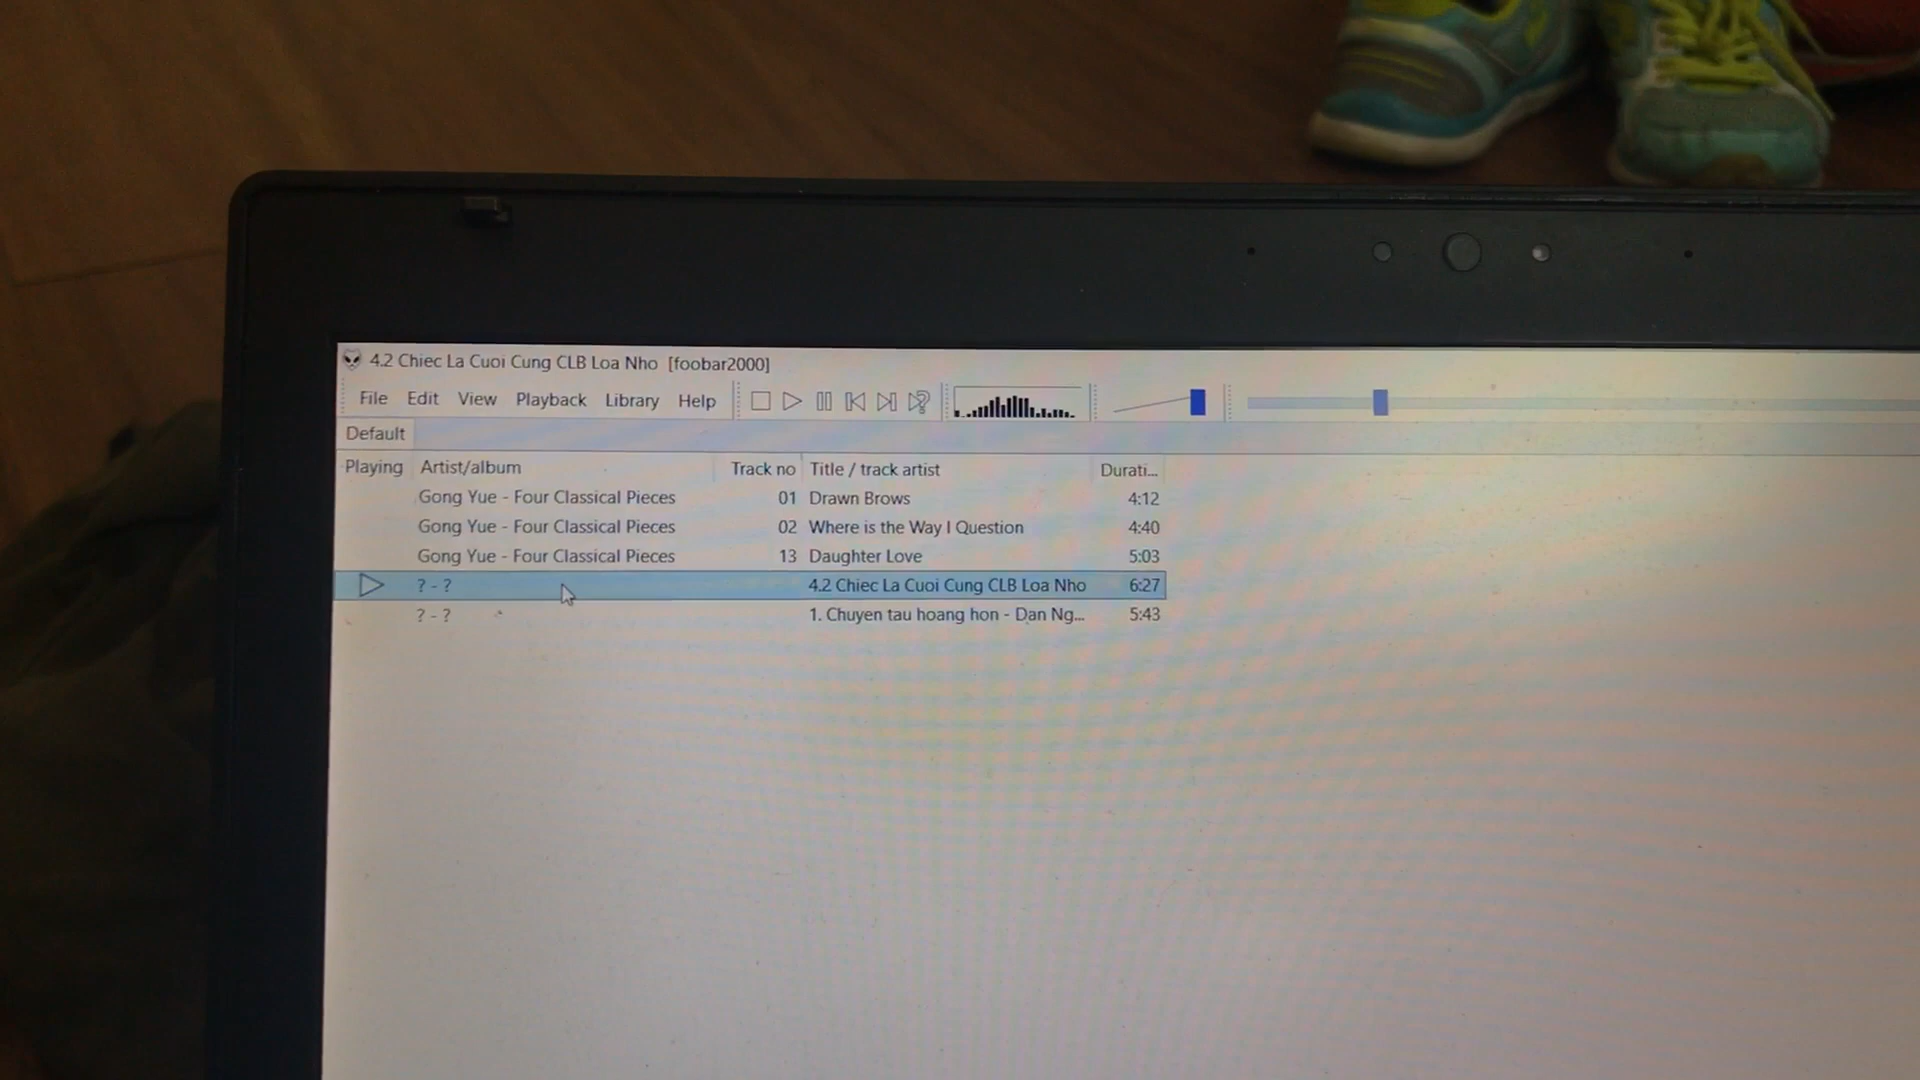 4.2 Chiec La Cuoi Cung CLB Loa Nho [foobar2000]
File Edit View Playback Library Help
Default
Playing Artist/album Track no Title / track artist Durati...
Gong Yue - Four Classical Pieces 01 Drawn Brows 4:12
Gong Yue - Four Classical Pieces 02 Where is the Way I Question 4:40
Gong Yue - Four Classical Pieces 13 Daughter Love 5:03
? - ? 4.2 Chiec La Cuoi Cung CLB Loa Nho 6:27
? - ? 1. Chuyen tau hoang hon - Dan Ng... 5:43